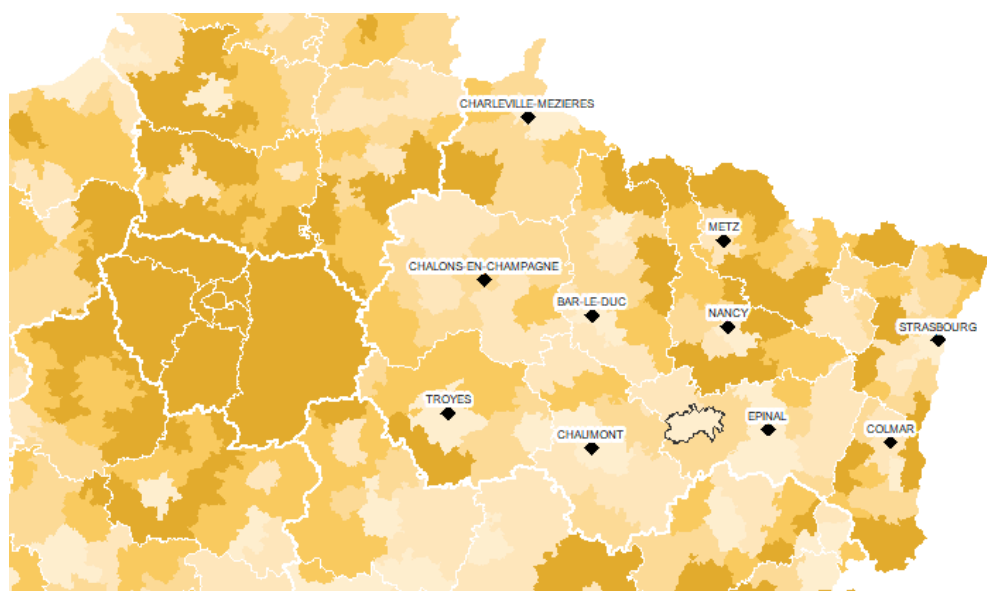 CHARLEVILLE-MEZIERES
METZ
CHALONS-EN-CHAMPAGNE
BAR-LE-DUC
NANCY
STRASBOURG
TROYES
EPINAL
CHAUMONT
COLMAR